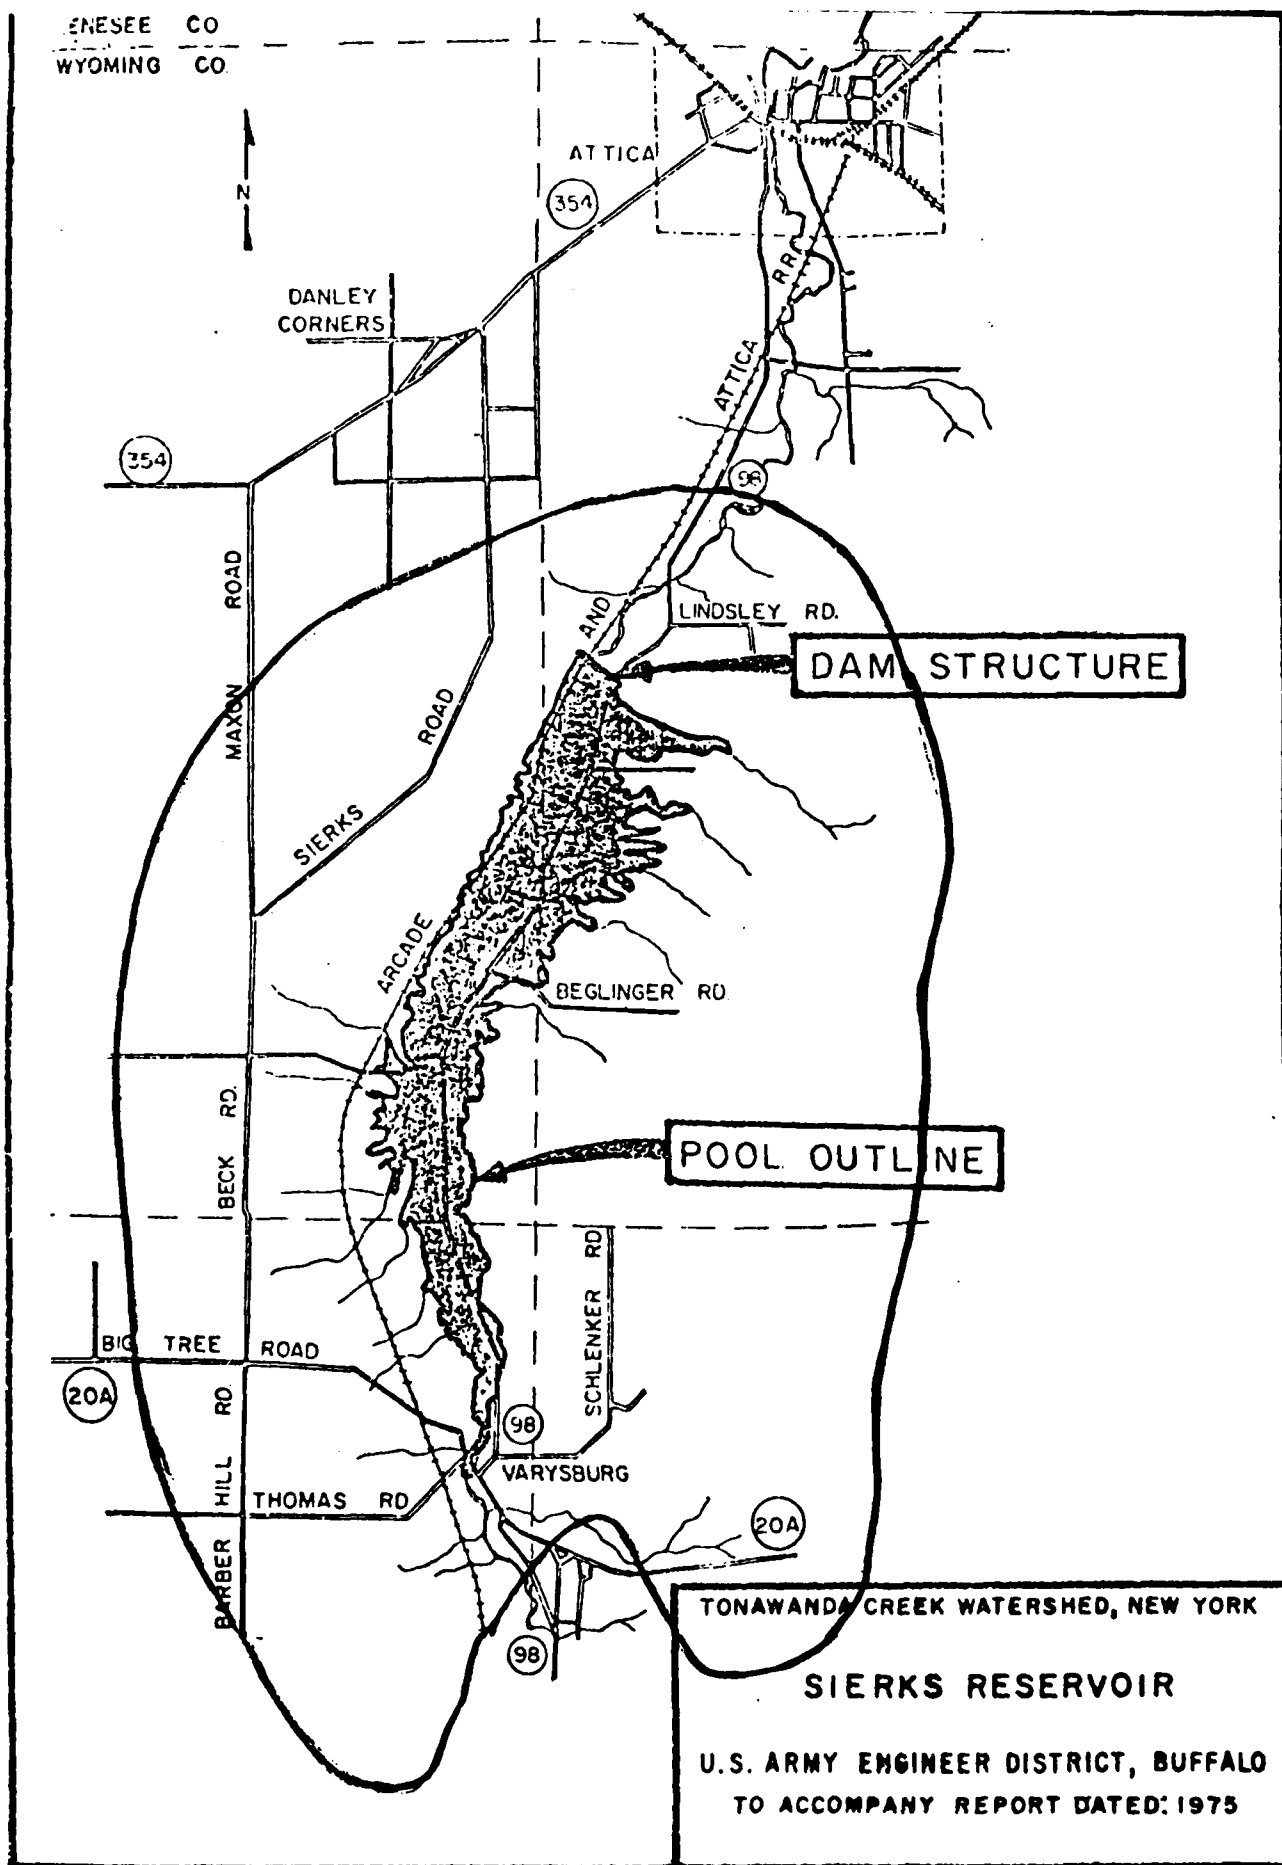 ENESEE CO
WYOMING CO.
N
ATTICA
354
DANLEY
CORNERS
RR
ATTICA
354
98
ROAD
AND
LINDSLEY RD.
DAM STRUCTURE
MAXON
ROAD
SIERKS
ARCADE
BEGLINGER RD.
BECK RD.
POOL OUTLINE
SCHLENKER RD
BIG TREE ROAD
20A
98
VARYSBURG
BARBER HILL RD.
THOMAS RD
20A
98
TONAWANDA CREEK WATERSHED, NEW YORK
SIERKS RESERVOIR
U.S. ARMY ENGINEER DISTRICT, BUFFALO
TO ACCOMPANY REPORT DATED: 1975